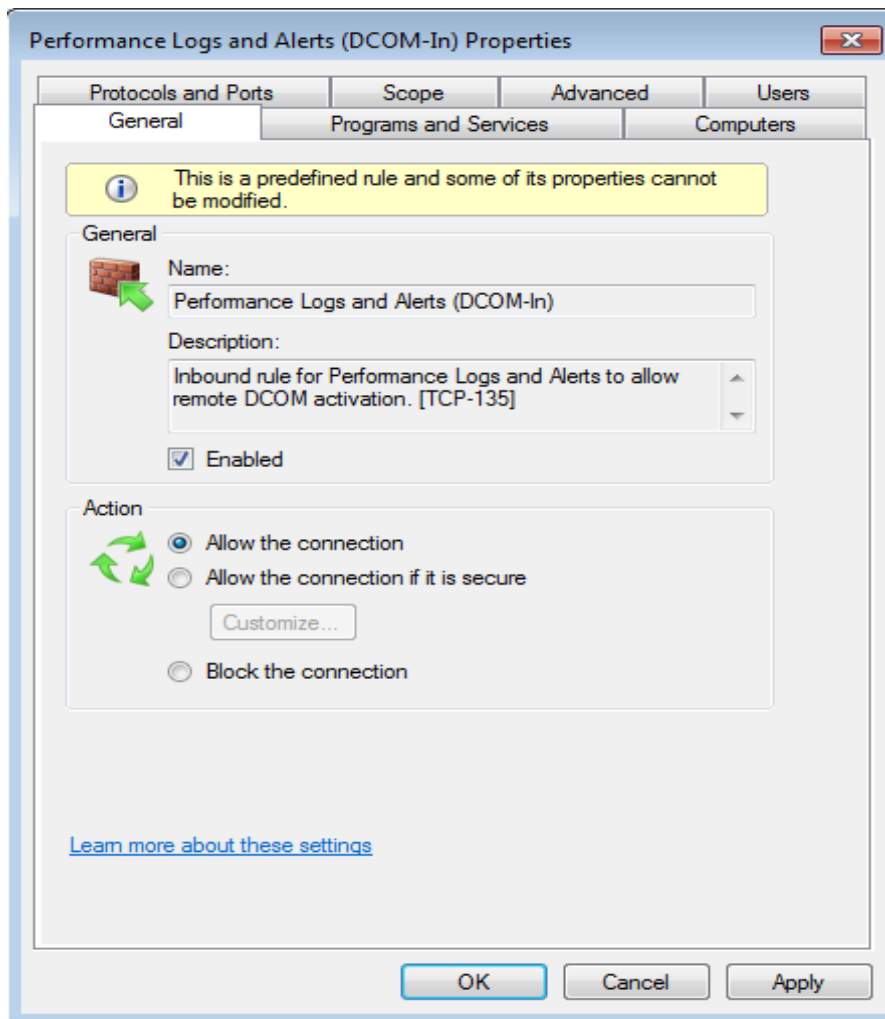 Performance Logs and Alerts (DCOM-In) Properties
Protocols and Ports
Scope
Advanced
Users
General
Programs and Services
Computers
This is a predefined rule and some of its properties cannot
be modified.
General
Name:
Performance Logs and Alerts (DCOM-In)
Description:
Inbound rule for Performance Logs and Alerts to allow
remote DCOM activation. [TCP-135]
Enabled
Action
Allow the connection
Allow the connection if it is secure
Customize...
Block the connection
Learn more about these settings
OK
Cancel
Apply